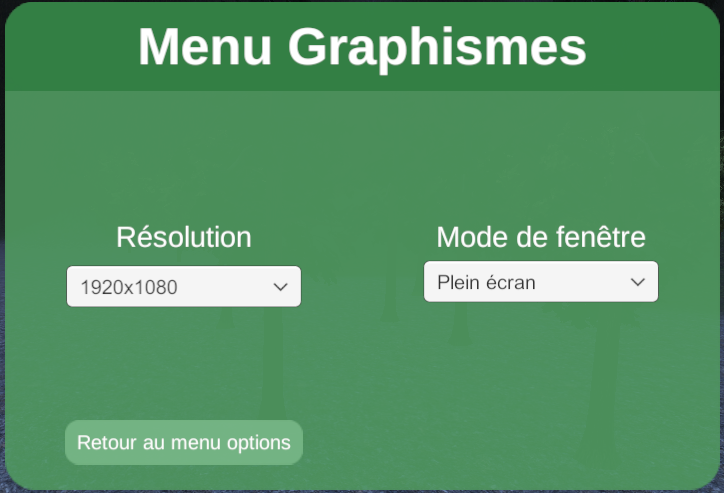 Menu Graphismes
Résolution
Mode de fenêtre
1920x1080
Plein écran
Retour au menu options